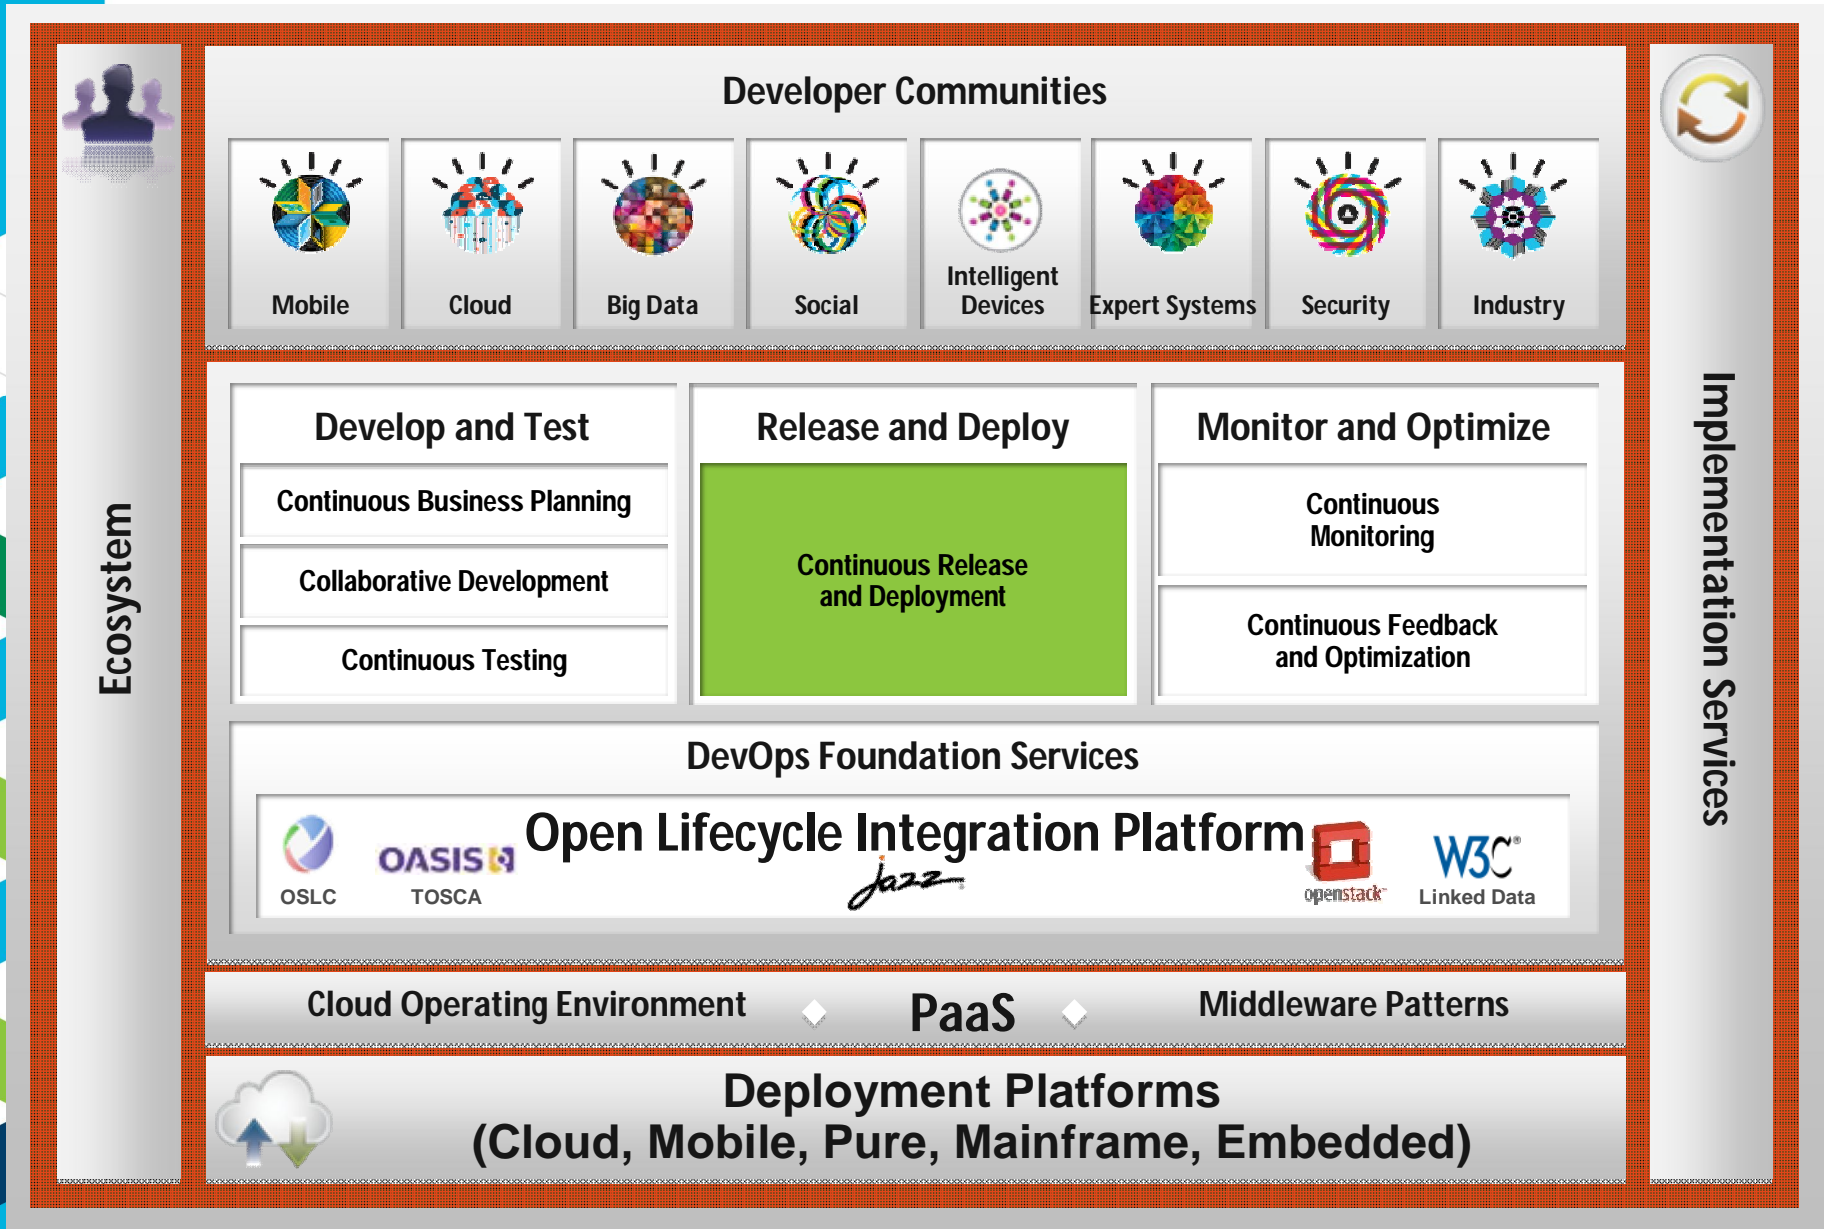 Developer Communities
Mobile
Cloud
Big Data
Social
Intelligent
Devices
Expert Systems
Security
Industry
Ecosystem
Implementation Services
Develop and Test
Continuous Business Planning
Collaborative Development
Continuous Testing
Release and Deploy
Continuous Release
and Deployment
Monitor and Optimize
Continuous
Monitoring
Continuous Feedback
and Optimization
DevOps Foundation Services
Open Lifecycle Integration Platform
OSLC
OASIS
TOSCA
jazz
openstack
W3C®
Linked Data
Cloud Operating Environment
PaaS
Middleware Patterns
Deployment Platforms
(Cloud, Mobile, Pure, Mainframe, Embedded)